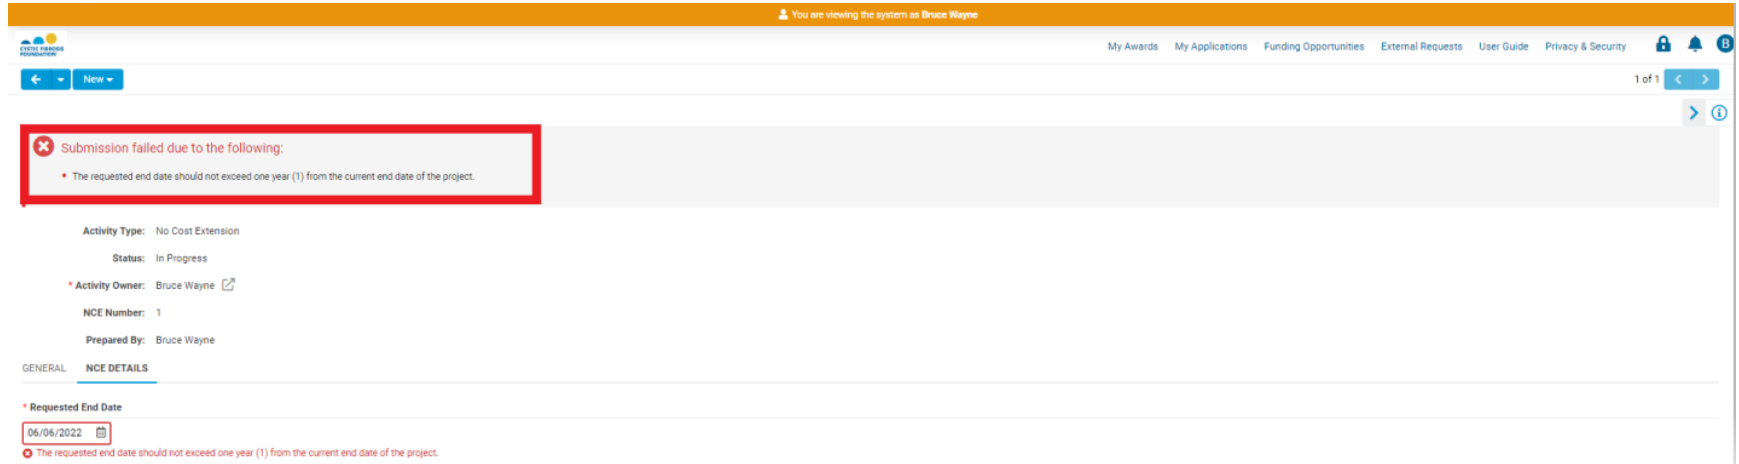 You are viewing the system as Bruce Wayne
CYSTIC FIBROSIS
FOUNDATION
My Awards My Applications Funding Opportunities External Requests User Guide Privacy & Security B
New
1 of 1
Submission failed due to the following:
The requested end date should not exceed one year (1) from the current end date of the project.
Activity Type: No Cost Extension
Status: In Progress
* Activity Owner: Bruce Wayne
NCE Number: 1
Prepared By: Bruce Wayne
GENERAL NCE DETAILS
* Requested End Date
06/06/2022
The requested end date should not exceed one year (1) from the current end date of the project.